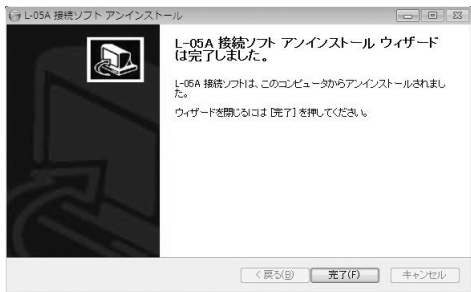 L-05A 接続ソフト アンインストール
L-05A 接続ソフト アンインストール ウィザード
は完了しました。
L-05A 接続ソフトは、このコンピュータからアンインストールされまし
た。
ウィザードを閉じるには [完了] を押してください。
< 戻る(B)
完了(F)
キャンセル